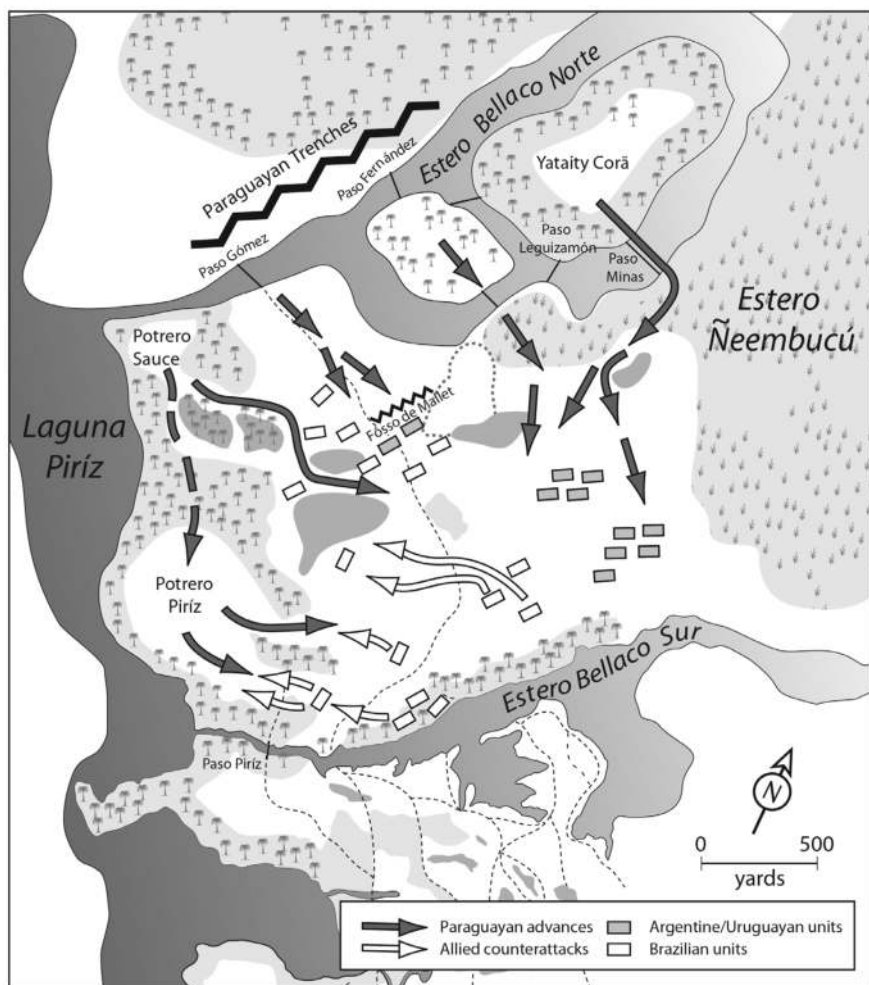 Estero Bellaco Norte
Paraguayan Trenches
Paso Fernández
Yataity Corã
Paso Gómez
Paso
Leguizamón
Paso
Minas
Estero
Ñeembucú
Potrero
Sauce
Fosso de Mallet
Laguna
Piríz
Potrero
Piríz
Estero Bellaco Sur
Paso Piríz
N
0 500
yards
Paraguayan advances
Argentine/Uruguayan units
Allied counterattacks
Brazilian units